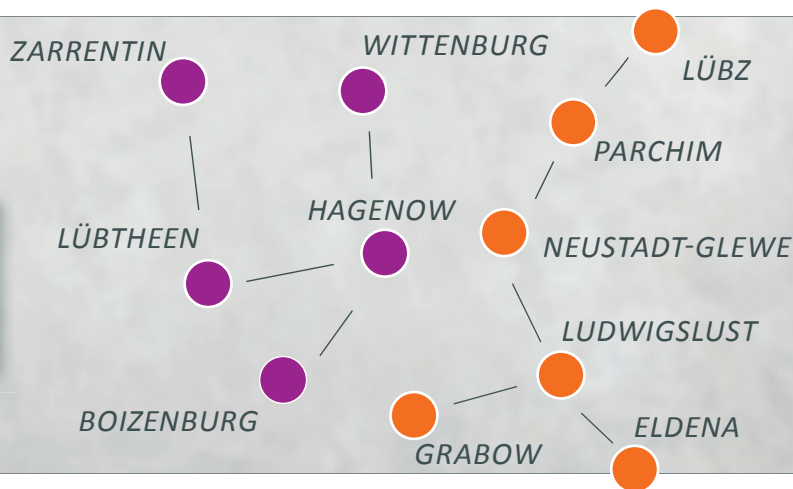 ZARRENTIN
WITTENBURG
LÜBZ
PARCHIM
HAGENOW
LÜBTHEEN
NEUSTADT-GLEWE
LUDWIGSLUST
BOIZENBURG
ELDENA
GRABOW